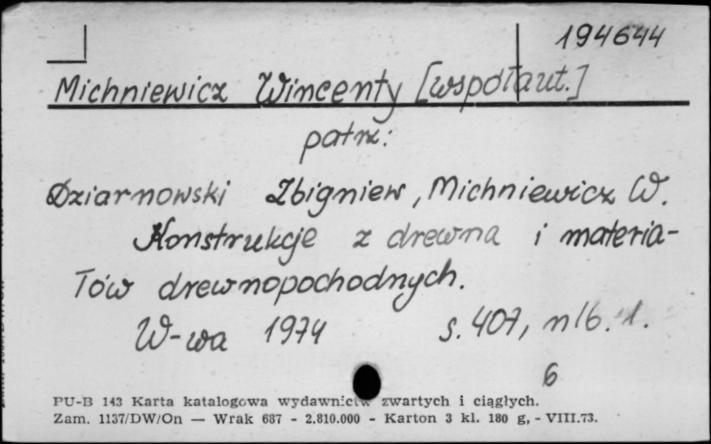 194644
Michniewicz Wincenty [współaut.]
patrz:
Dziarnowski Zbigniew, Michniewicz W.
Konstrukcje z drewna i materia-
łów drewnopochodnych.
W-wa 1974 s. 407, nlb. 1.
6
PU-B 143 Karta katalogowa wydawnictw zwartych i ciągłych.
Zam. 1137/DW/On — Wrak 687 - 2.810.000 - Karton 3 kl. 180 g, - VIII.73.